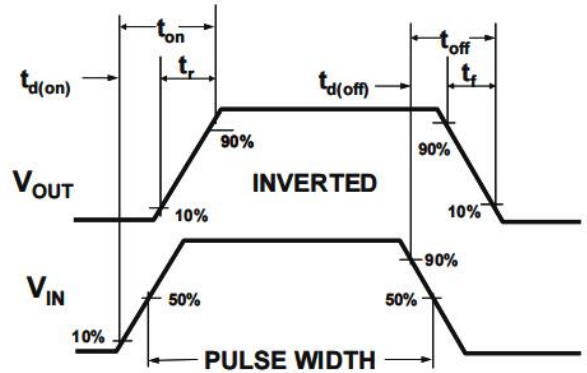 t_on
t_off
t_d(on)
t_r
t_d(off)
t_f
90%
90%
V_OUT
INVERTED
10%
10%
90%
V_IN
50%
50%
10%
PULSE WIDTH